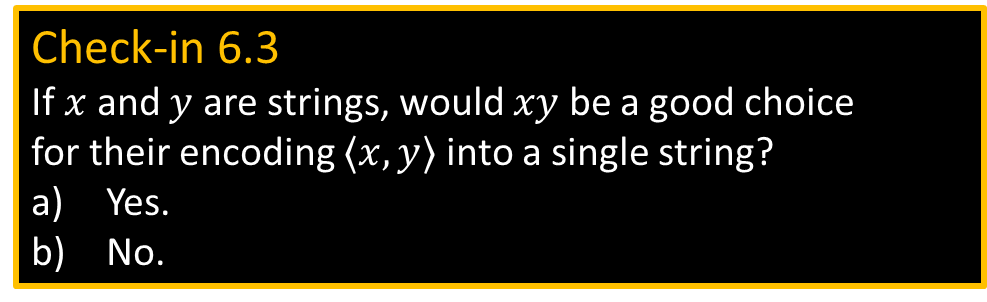 Check-in 6.3
If 𝑥 and 𝑦 are strings, would 𝑥𝑦 be a good choice
for their encoding ⟨𝑥, 𝑦⟩ into a single string?
a) Yes.
b) No.